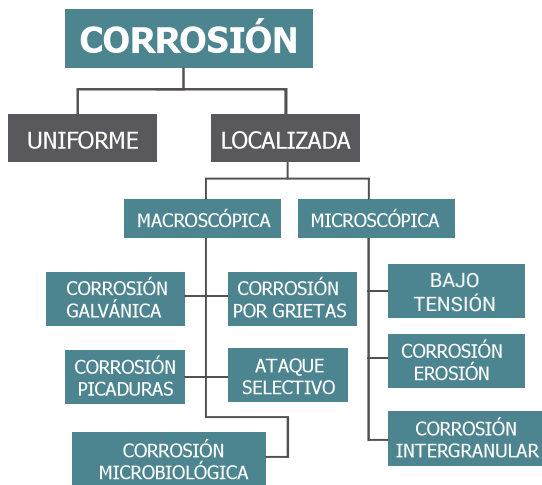 CORROSIÓN
UNIFORME
LOCALIZADA
MACROSCÓPICA
MICROSCÓPICA
CORROSIÓN
GALVÁNICA
CORROSIÓN
POR GRIETAS
BAJO
TENSIÓN
CORROSIÓN
PICADURAS
ATAQUE
SELECTIVO
CORROSIÓN
EROSIÓN
CORROSIÓN
MICROBIOLÓGICA
CORROSIÓN
INTERGRANULAR